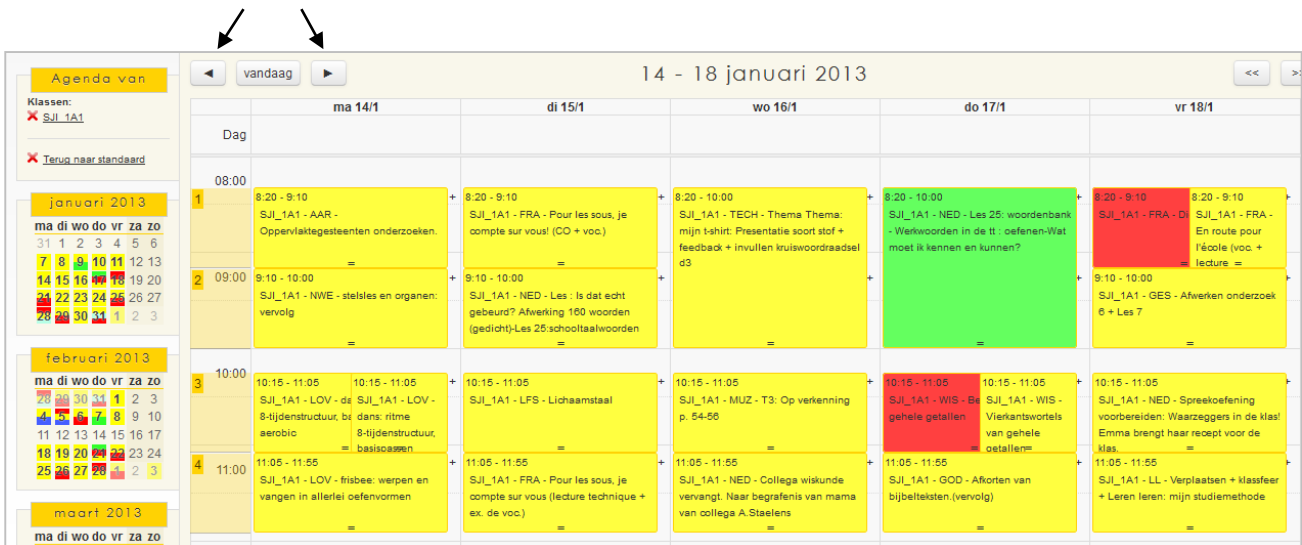 Agenda van
Klassen:
SJI_1A1
Terug naar standaard
januari 2013
ma di wo do vr za zo
31 1 2 3 4 5 6
7 8 9 10 11 12 13
14 15 16 17 18 19 20
21 22 23 24 25 26 27
28 29 30 31 1 2 3
februari 2013
ma di wo do vr za zo
28 29 30 31 1 2 3
4 5 6 7 8 9 10
11 12 13 14 15 16 17
18 19 20 21 22 23 24
25 26 27 28 1 2 3
maart 2013
ma di wo do vr za zo
◄ vandaag ► 14 - 18 januari 2013 << >>
ma 14/1 di 15/1 wo 16/1 do 17/1 vr 18/1
Dag
08:00
1
2 09:00
10:00
3
4 11:00
8:20 - 9:10
SJI_1A1 - AAR -
Oppervlaktegesteenten onderzoeken.
=
9:10 - 10:00
SJI_1A1 - NWE - stelsles en organen:
vervolg
=
10:15 - 11:05
SJI_1A1 - LOV - da
8-tijdenstructuur, ba
aerobic
=
10:15 - 11:05
SJI_1A1 - LOV -
dans: ritme
8-tijdenstructuur,
basispassen
=
11:05 - 11:55
SJI_1A1 - LOV - frisbee: werpen en
vangen in allerlei oefenvormen
=
+ 8:20 - 9:10
SJI_1A1 - FRA - Pour les sous, je
compte sur vous! (CO + voc.)
=
9:10 - 10:00
SJI_1A1 - NED - Les : Is dat echt
gebeurd? Afwerking 160 woorden
(gedicht)-Les 25:schooltaalwoorden
=
+ 10:15 - 11:05
SJI_1A1 - LFS - Lichaamstaal
=
+ 11:05 - 11:55
SJI_1A1 - FRA - Pour les sous, je
compte sur vous (lecture technique +
ex. de voc.)
=
+ 8:20 - 10:00
SJI_1A1 - TECH - Thema Thema:
mijn t-shirt: Presentatie soort stof +
feedback + invullen kruiswoordraadsel
d3
=
+ 10:15 - 11:05
SJI_1A1 - MUZ - T3: Op verkenning
p. 54-56
=
+ 11:05 - 11:55
SJI_1A1 - NED - Collega wiskunde
vervangt. Naar begrafenis van mama
van collega A.Staelens
=
+ 8:20 - 10:00
SJI_1A1 - NED - Les 25: woordenbank
- Werkwoorden in de tt : oefenen-Wat
moet ik kennen en kunnen?
=
+ 10:15 - 11:05
SJI_1A1 - WIS - Be
gehele getallen
10:15 - 11:05
SJI_1A1 - WIS -
Vierkantswortels
van gehele
getallen=
+ 11:05 - 11:55
SJI_1A1 - GOD - Afkorten van
bijbelteksten.(vervolg)
=
+ 8:20 - 9:10
SJI_1A1 - FRA - Di
=
8:20 - 9:10 +
SJI_1A1 - FRA -
En route pour
l'école (voc. +
lecture =
9:10 - 10:00
SJI_1A1 - GES - Afwerken onderzoek
6 + Les 7
=
+ 10:15 - 11:05 +
SJI_1A1 - NED - Spreekoefening
voorbereiden: Waarzeggers in de klas!
Emma brengt haar recept voor de
klas.
=
+ 11:05 - 11:55 +
SJI_1A1 - LL - Verplaatsen + klassfeer
+ Leren leren: mijn studiemethode
=